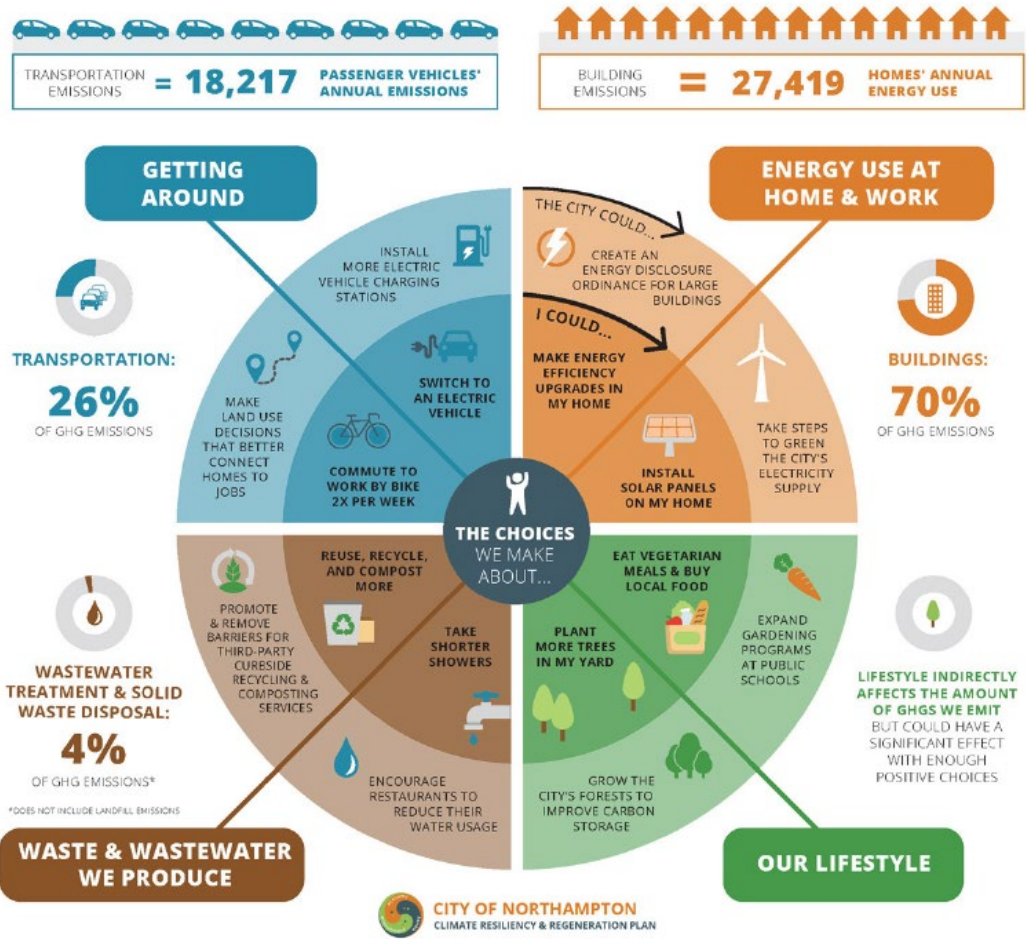 TRANSPORTATION
EMISSIONS
= 18,217
PASSENGER VEHICLES'
ANNUAL EMISSIONS
BUILDING
EMISSIONS
= 27,419
HOMES' ANNUAL
ENERGY USE
GETTING
AROUND
ENERGY USE AT
HOME & WORK
TRANSPORTATION:
26%
OF GHG EMISSIONS
INSTALL
MORE ELECTRIC
VEHICLE CHARGING
STATIONS
MAKE
LAND USE
DECISIONS
THAT BETTER
CONNECT
HOMES TO
JOBS
SWITCH TO
AN ELECTRIC
VEHICLE
COMMUTE TO
WORK BY BIKE
2X PER WEEK
THE CITY COULD...
CREATE AN
ENERGY DISCLOSURE
ORDINANCE FOR LARGE
BUILDINGS
I COULD...
MAKE ENERGY
EFFICIENCY
UPGRADES IN
MY HOME
INSTALL
SOLAR PANELS
ON MY HOME
TAKE STEPS
TO GREEN
THE CITY'S
ELECTRICITY
SUPPLY
BUILDINGS:
70%
OF GHG EMISSIONS
THE CHOICES
WE MAKE
ABOUT...
WASTEWATER
TREATMENT & SOLID
WASTE DISPOSAL:
4%
OF GHG EMISSIONS*
*DOES NOT INCLUDE LANDFILL EMISSIONS
PROMOTE
& REMOVE
BARRIERS FOR
THIRD-PARTY
CURBSIDE
RECYCLING &
COMPOSTING
SERVICES
REUSE, RECYCLE,
AND COMPOST
MORE
TAKE
SHORTER
SHOWERS
ENCOURAGE
RESTAURANTS TO
REDUCE THEIR
WATER USAGE
EAT VEGETARIAN
MEALS & BUY
LOCAL FOOD
PLANT
MORE TREES
IN MY YARD
EXPAND
GARDENING
PROGRAMS
AT PUBLIC
SCHOOLS
GROW THE
CITY'S FORESTS TO
IMPROVE CARBON
STORAGE
LIFESTYLE INDIRECTLY
AFFECTS THE AMOUNT
OF GHGS WE EMIT
BUT COULD HAVE A
SIGNIFICANT EFFECT
WITH ENOUGH
POSITIVE CHOICES
WASTE & WASTEWATER
WE PRODUCE
OUR LIFESTYLE
CITY OF NORTHAMPTON
CLIMATE RESILIENCY & REGENERATION PLAN